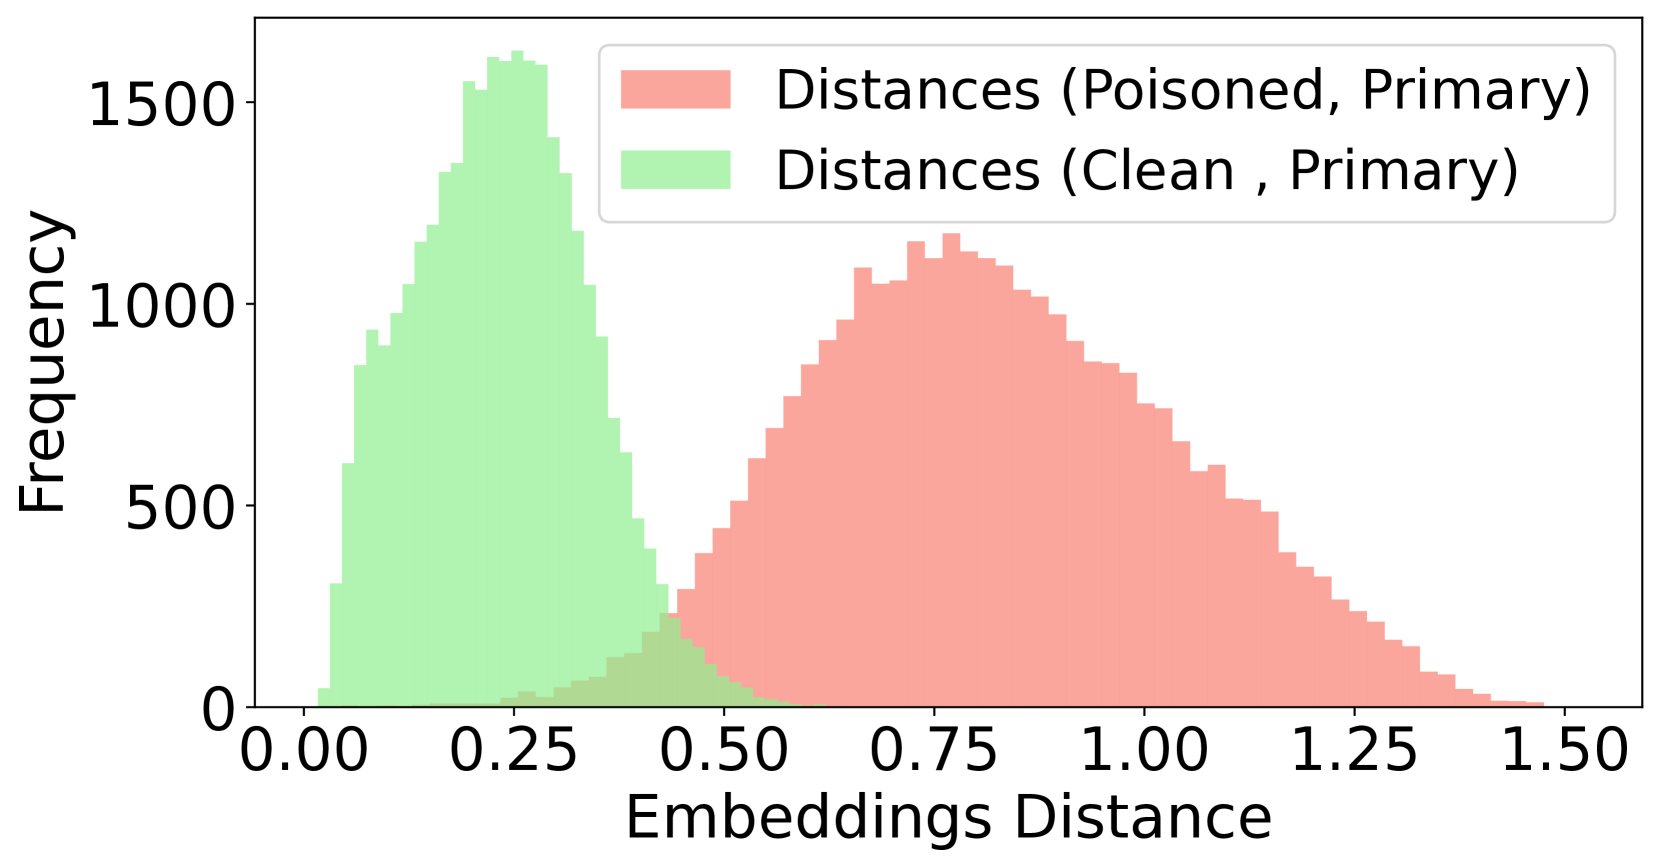 Distances (Poisoned, Primary)
Distances (Clean , Primary)
Frequency
1500
1000
500
0
0.00 0.25 0.50 0.75 1.00 1.25 1.50
Embeddings Distance